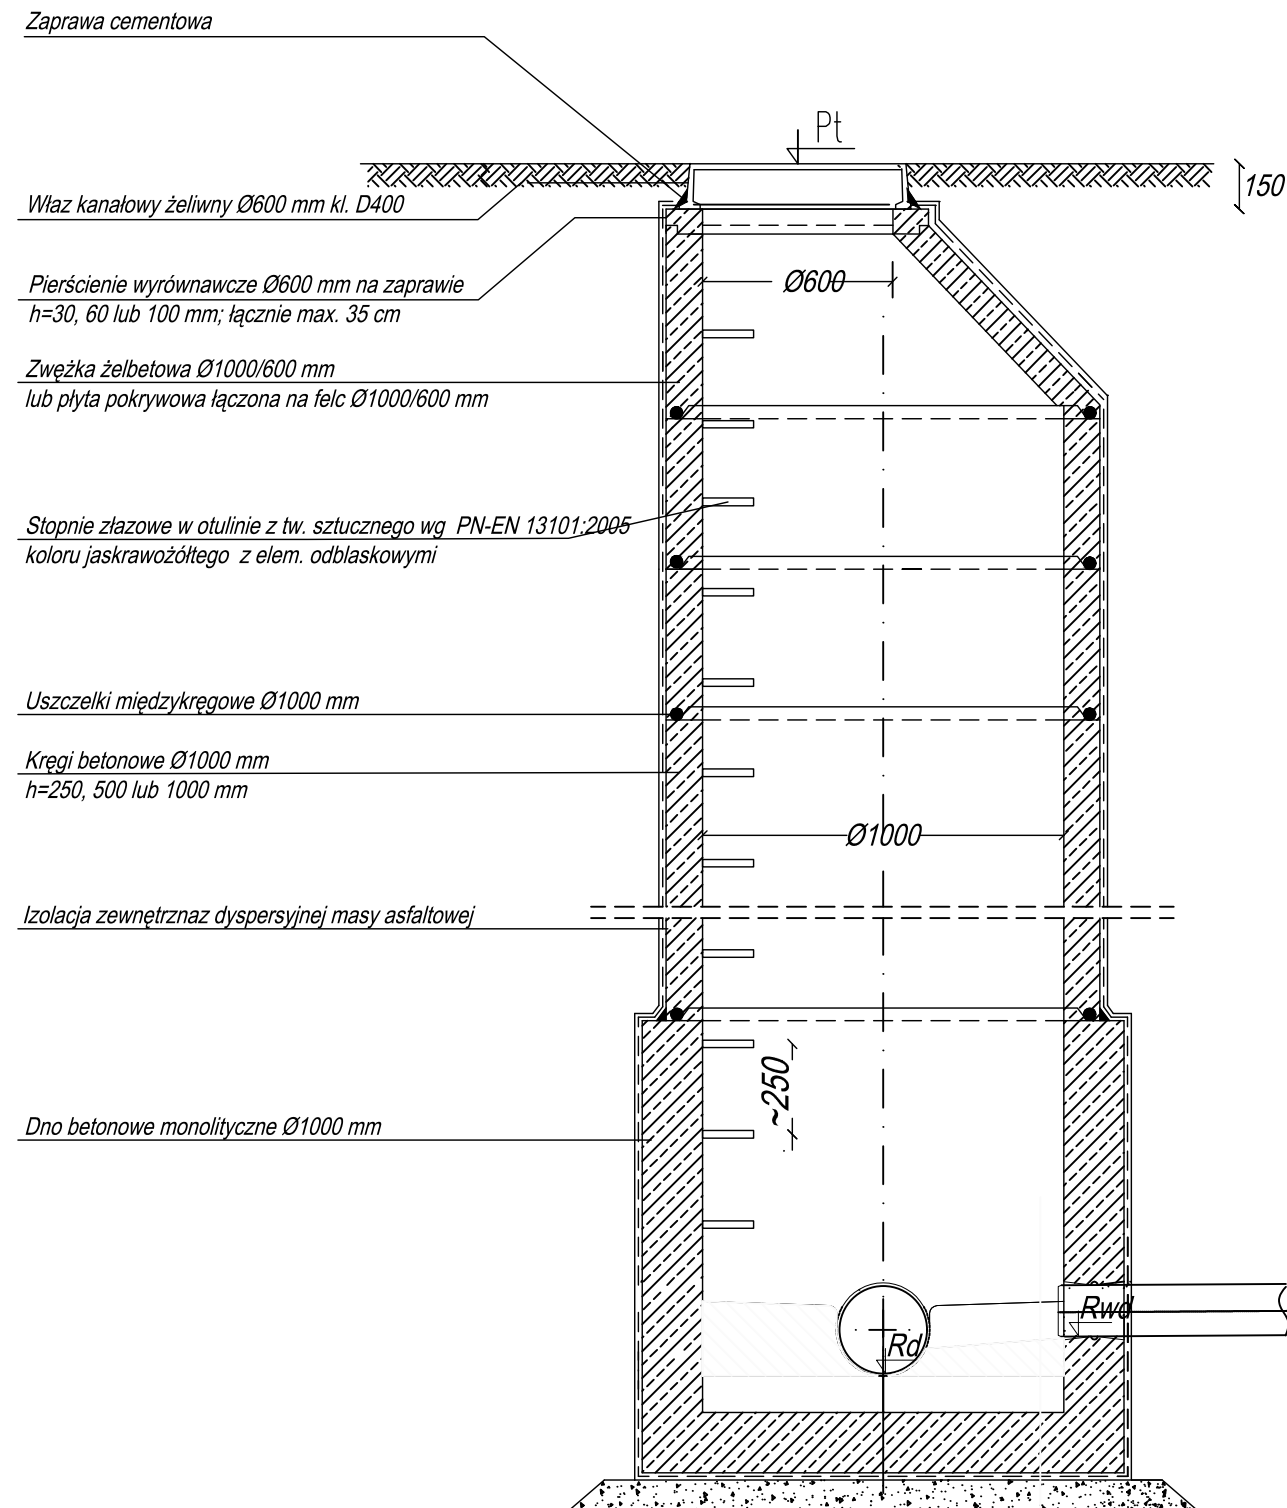 Zaprawa cementowa
Pt
150
Właz kanałowy żeliwny Ø600 mm kl. D400
Pierścienie wyrównawcze Ø600 mm na zaprawie
h=30, 60 lub 100 mm; łącznie max. 35 cm
Ø600
Zwężka żelbetowa Ø1000/600 mm
lub płyta pokrywowa łączona na felc Ø1000/600 mm
Stopnie złazowe w otulinie z tw. sztucznego wg PN-EN 13101:2005
koloru jaskrawożółtego z elem. odblaskowymi
Uszczelki międzykręgowe Ø1000 mm
Kręgi betonowe Ø1000 mm
h=250, 500 lub 1000 mm
Ø1000
Izolacja zewnętrznaz dyspersyjnej masy asfaltowej
~250
Dno betonowe monolityczne Ø1000 mm
Rwd
Rd